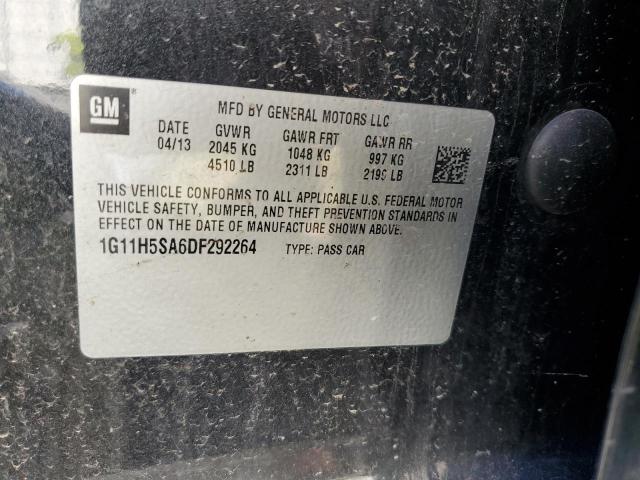 GM ®
MFD BY GENERAL MOTORS LLC
DATE GVWR GAWR FRT GAWR RR
04/13 2045 KG 1048 KG 997 KG
4510 LB 2311 LB 2199 LB
THIS VEHICLE CONFORMS TO ALL APPLICABLE U.S. FEDERAL MOTOR
VEHICLE SAFETY, BUMPER, AND THEFT PREVENTION STANDARDS IN
EFFECT ON THE DATE OF MANUFACTURE SHOWN ABOVE.
1G11H5SA6DF292264 TYPE: PASS CAR